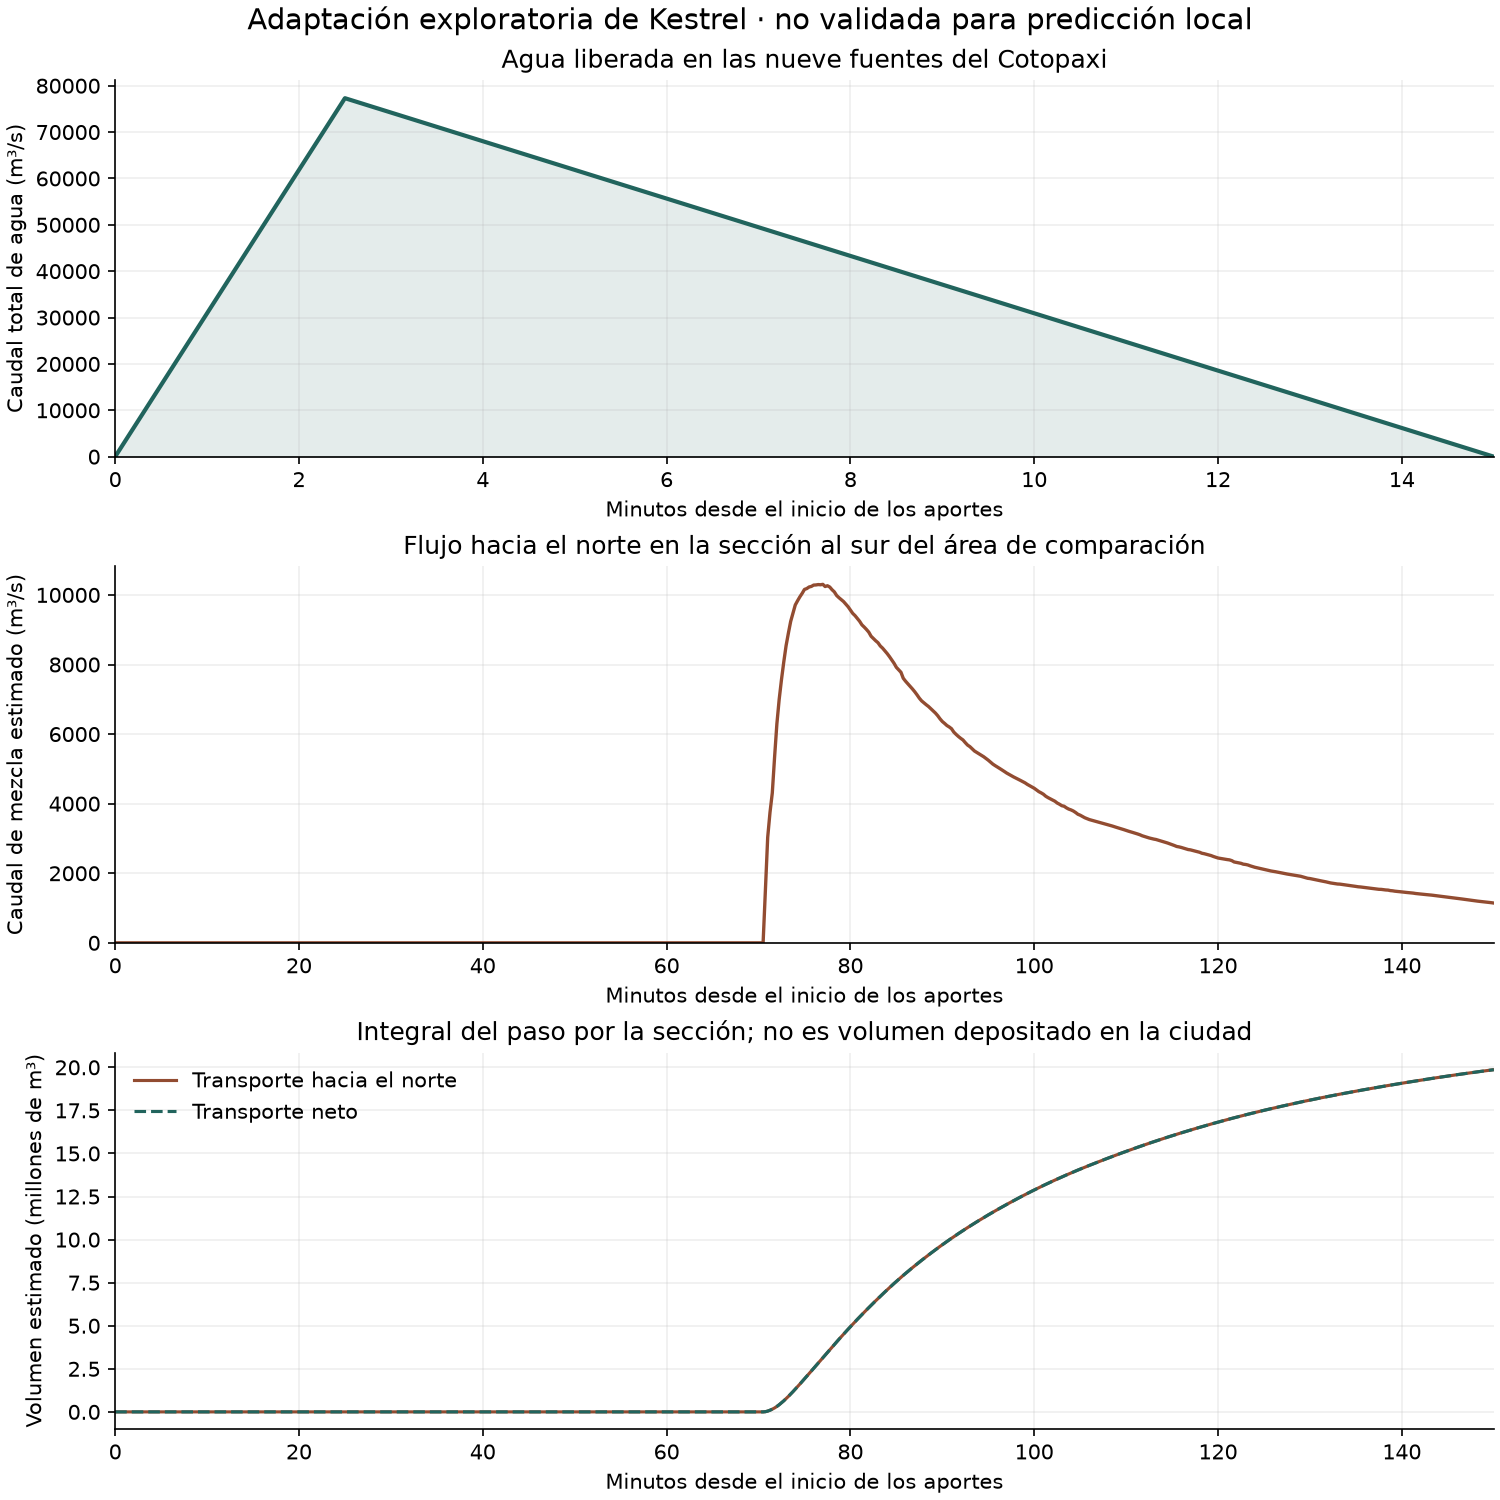 Adaptación exploratoria de Kestrel · no validada para predicción local
Agua liberada en las nueve fuentes del Cotopaxi
Caudal total de agua (m³/s)
80000
70000
60000
50000
40000
30000
20000
10000
0
0 2 4 6 8 10 12 14
Minutos desde el inicio de los aportes
Flujo hacia el norte en la sección al sur del área de comparación
Caudal de mezcla estimado (m³/s)
10000
8000
6000
4000
2000
0
0 20 40 60 80 100 120 140
Minutos desde el inicio de los aportes
Integral del paso por la sección; no es volumen depositado en la ciudad
Volumen estimado (millones de m³)
20.0
17.5
15.0
12.5
10.0
7.5
5.0
2.5
0.0
Transporte hacia el norte
Transporte neto
0 20 40 60 80 100 120 140
Minutos desde el inicio de los aportes